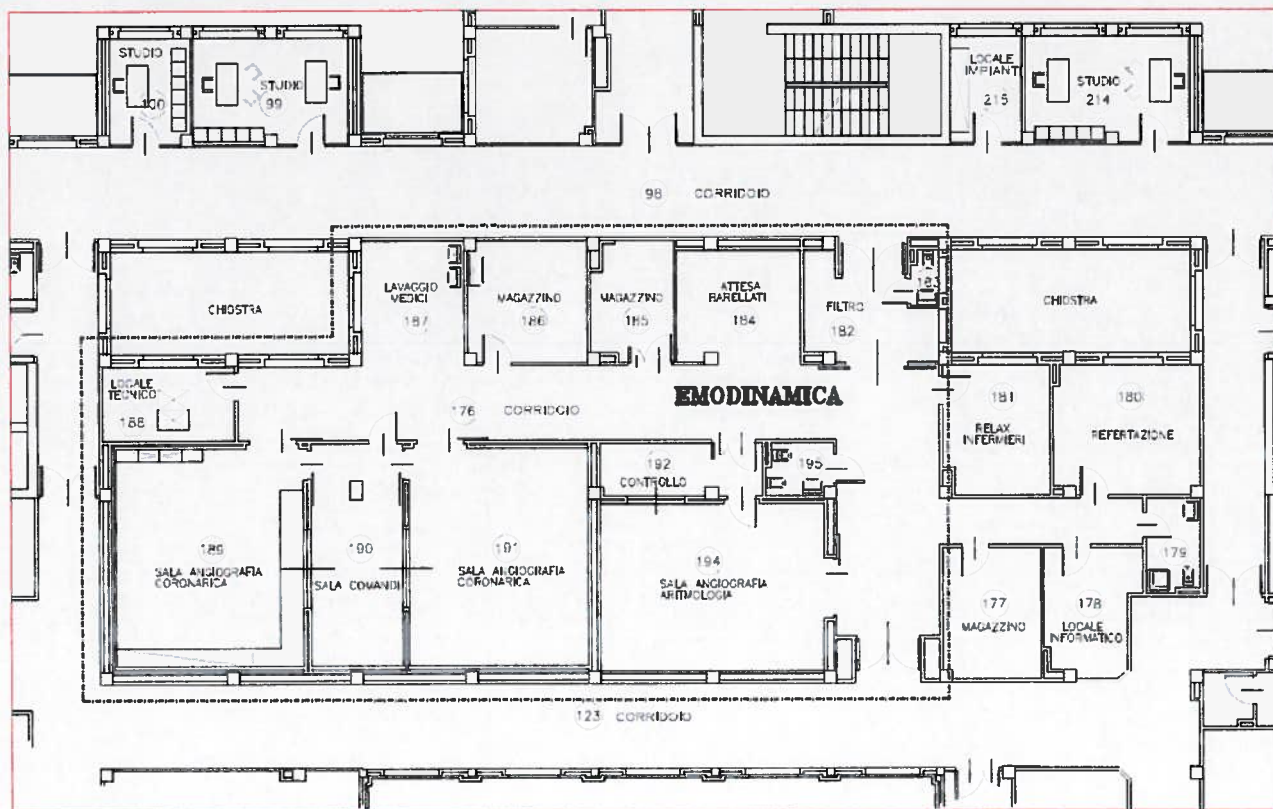 STUDIO
100
STUDIO
99
LOCALE
IMPIANTI
215
STUDIO
214
98 CORRIDOIO
CHIOSTRA
LAVAGGIO
MEDICI
187
MAGAZZINO
186
MAGAZZINO
185
ATTESA
BARELLATI
184
FILTRO
182
183
CHIOSTRA
LOCALE
TECNICO
188
176 CORRIDOIO
EMODINAMICA
181
RELAX
INFERMIERI
180
REFERTAZIONE
192
CONTROLLO
195
189
SALA ANGIOGRAFIA
CORONARICA
190
SALA COMANDI
191
SALA ANGIOGRAFIA
CORONARICA
194
SALA ANGIOGRAFIA
ARITMOLOGIA
179
177
MAGAZZINO
178
LOCALE
INFORMATICO
123 CORRIDOIO